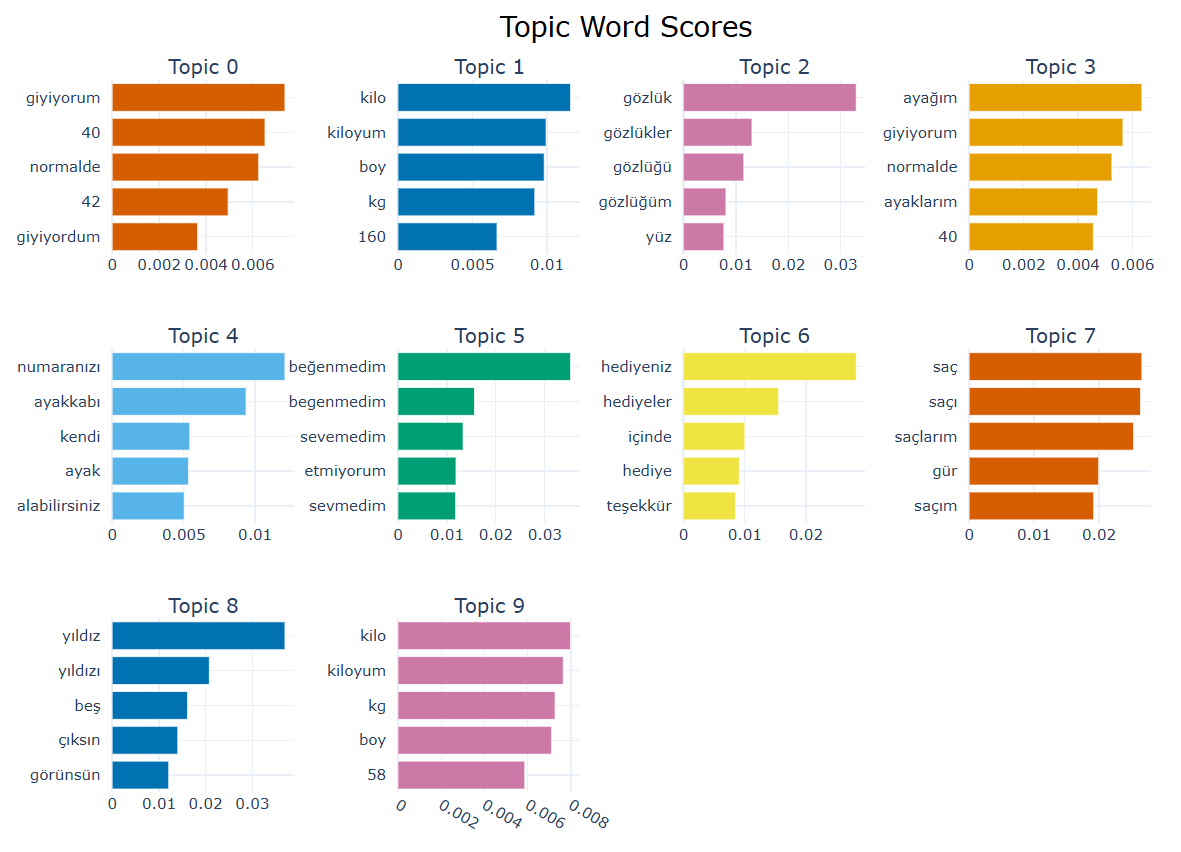 Topic Word Scores
Topic 0
giyiyorum
40
normalde
42
giyiyordum
0 0.002 0.004 0.006
Topic 1
kilo
kiloyum
boy
kg
160
0 0.005 0.01
Topic 2
gözlük
gözlükler
gözlüğü
gözlüğüm
yüz
0 0.01 0.02 0.03
Topic 3
ayağım
giyiyorum
normalde
ayaklarım
40
0 0.002 0.004 0.006
Topic 4
numaranızı
ayakkabı
kendi
ayak
alabilirsiniz
0 0.005 0.01
Topic 5
beğenmedim
begenmedim
sevemedim
etmiyorum
sevmedim
0 0.01 0.02 0.03
Topic 6
hediyeniz
hediyeler
içinde
hediye
teşekkür
0 0.01 0.02
Topic 7
saç
saçı
saçlarım
gür
saçım
0 0.01 0.02
Topic 8
yıldız
yıldızı
beş
çıksın
görünsün
0 0.01 0.02 0.03
Topic 9
kilo
kiloyum
kg
boy
58
0 0.002 0.004 0.006 0.008